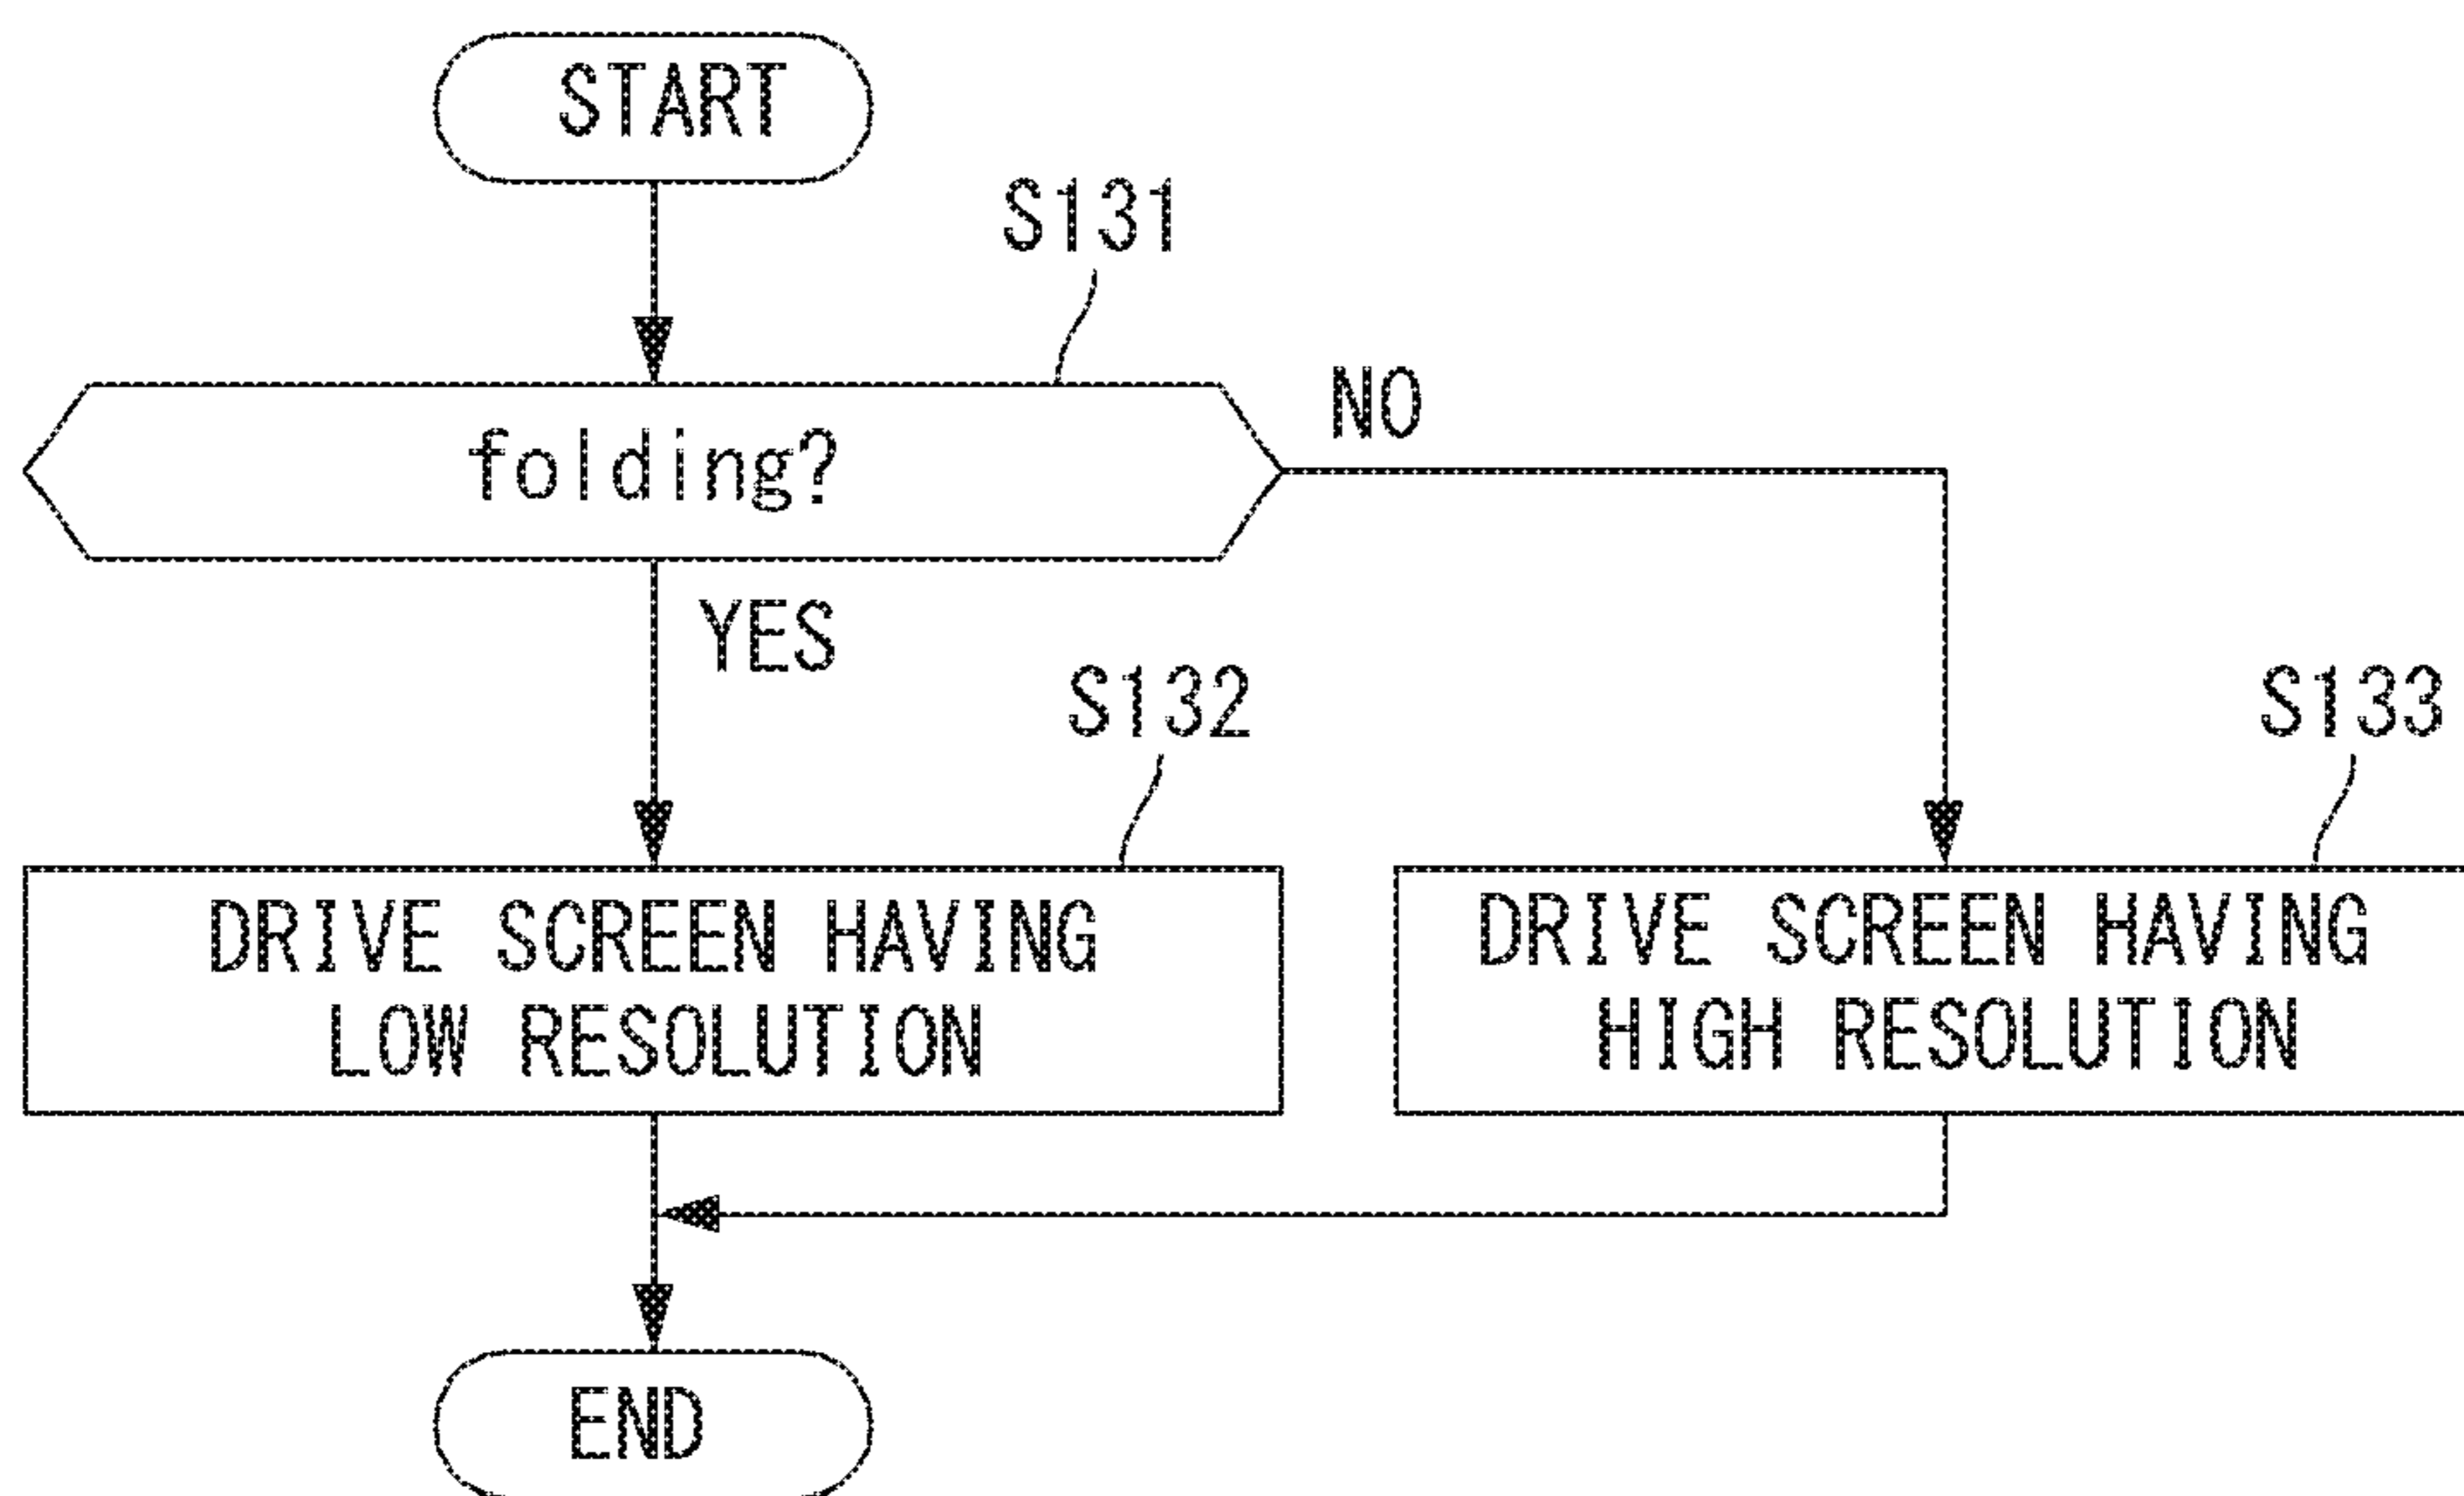 START
S131
folding?
NO
YES
S132
S133
DRIVE SCREEN HAVING
LOW RESOLUTION
DRIVE SCREEN HAVING
HIGH RESOLUTION
END